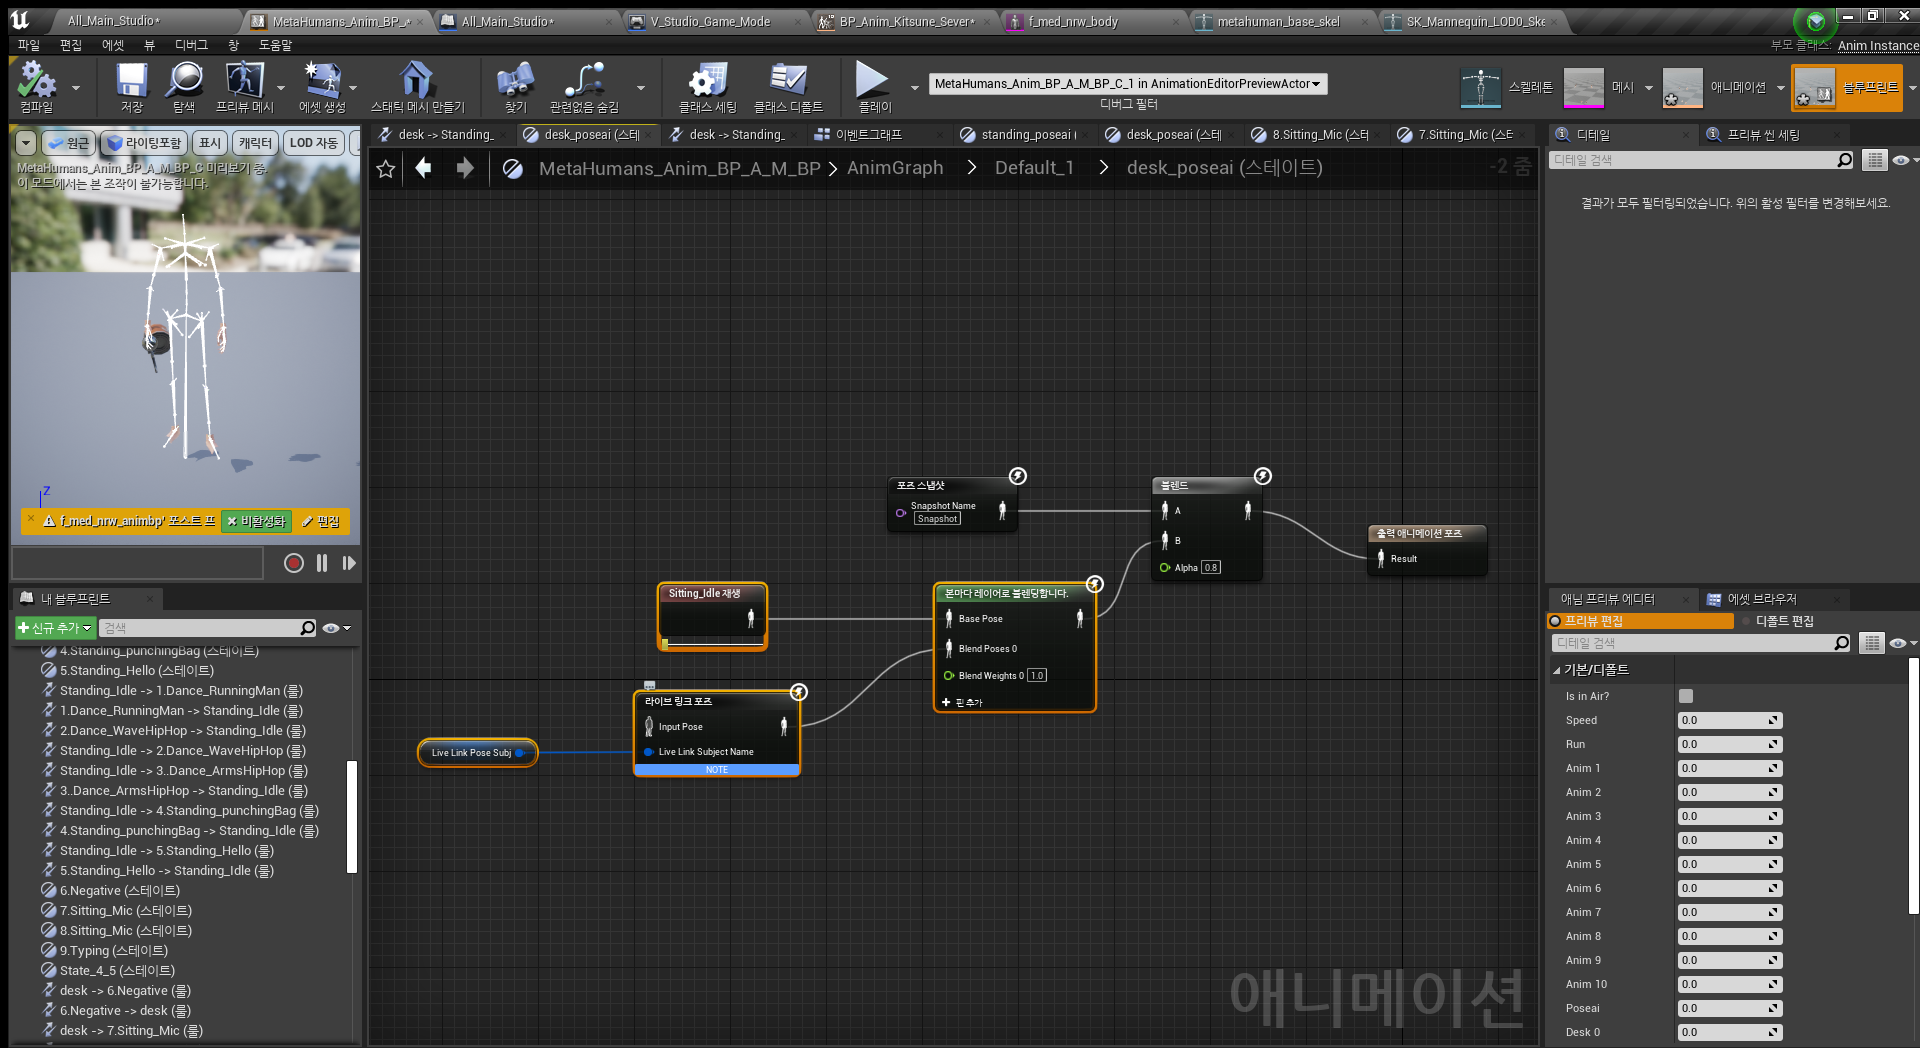 All_Main_Studio*
MetaHumans_Anim_BP_*
All_Main_Studio*
V_Studio_Game_Mode
BP_Anim_Kitsune_Sever*
f_med_nrw_body
metahuman_base_skel
SK_Mannequin_LOD0_Ske
파일 편집 에셋 뷰 디버그 창 도움말
부모 클래스: Anim Instance
컴파일
저장
탐색
프리뷰 메시
에셋 생성
스태틱 메시 만들기
찾기
관련없음 숨김
클래스 세팅
클래스 디폴트
플레이
MetaHumans_Anim_BP_A_M_BP_C_1 in AnimationEditorPreviewActor
디버그 필터
스켈레톤
메시
애니메이션
블루프린트
원근 라이팅포함 표시 캐릭터 LOD 자동
MetaHumans_Anim_BP_A_M_BP_C 미리보기 중.
이 모드에서는 본 조작이 불가능합니다.
Z
f_med_nrw_animbp' 포스트 프
비활성화
편집
desk -> Standing_
desk_poseai (스테
desk -> Standing_
이벤트그래프
standing_poseai (
desk_poseai (스테
8.Sitting_Mic (스터
7.Sitting_Mic (스ㅌ
MetaHumans_Anim_BP_A_M_BP > AnimGraph > Default_1 > desk_poseai (스테이트)
-2 줌
포즈 스냅샷
Snapshot Name
Snapshot
블렌드
A
B
Alpha 0.8
출력 애니메이션 포즈
Result
Sitting_Idle 재생
본마다 레이어로 블렌딩합니다.
Base Pose
Blend Poses 0
Blend Weights 0 1.0
핀 추가
라이브 링크 포즈
Input Pose
Live Link Subject Name
NOTE
Live Link Pose Subj
애니메이션
내 블루프린트
신규 추가
검색
4.Standing_punchingBag (스테이트)
5.Standing_Hello (스테이트)
Standing_Idle -> 1.Dance_RunningMan (룰)
1.Dance_RunningMan -> Standing_Idle (룰)
2.Dance_WaveHipHop -> Standing_Idle (룰)
Standing_Idle -> 2.Dance_WaveHipHop (룰)
Standing_Idle -> 3..Dance_ArmsHipHop (룰)
3..Dance_ArmsHipHop -> Standing_Idle (룰)
Standing_Idle -> 4.Standing_punchingBag (룰)
4.Standing_punchingBag -> Standing_Idle (룰)
Standing_Idle -> 5.Standing_Hello (룰)
5.Standing_Hello -> Standing_Idle (룰)
6.Negative (스테이트)
7.Sitting_Mic (스테이트)
8.Sitting_Mic (스테이트)
9.Typing (스테이트)
State_4_5 (스테이트)
desk -> 6.Negative (룰)
6.Negative -> desk (룰)
desk -> 7.Sitting_Mic (룰)
디테일
프리뷰 씬 세팅
디테일 검색
결과가 모두 필터링되었습니다. 위의 활성 필터를 변경해보세요.
애님 프리뷰 에디터
에셋 브라우저
프리뷰 편집
디폴트 편집
디테일 검색
기본/디폴트
Is in Air?
Speed 0.0
Run 0.0
Anim 1 0.0
Anim 2 0.0
Anim 3 0.0
Anim 4 0.0
Anim 5 0.0
Anim 6 0.0
Anim 7 0.0
Anim 8 0.0
Anim 9 0.0
Anim 10 0.0
Poseai 0.0
Desk 0 0.0